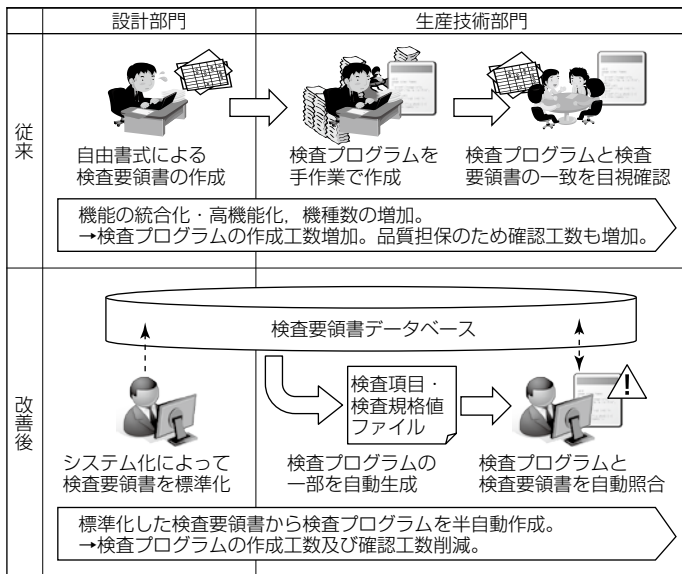 設計部門
生産技術部門
従来
自由書式による
検査要領書の作成
検査プログラムを
手作業で作成
検査プログラムと検査
要領書の一致を目視確認
機能の統合化・高機能化，機種数の増加。
→検査プログラムの作成工数増加。品質担保のため確認工数も増加。
改善後
検査要領書データベース
検査項目・
検査規格値
ファイル
システム化によって
検査要領書を標準化
検査プログラムの
一部を自動生成
検査プログラムと
検査要領書を自動照合
標準化した検査要領書から検査プログラムを半自動作成。
→検査プログラムの作成工数及び確認工数削減。